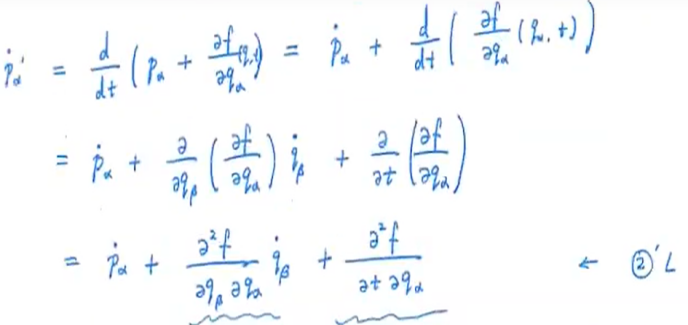 ṗ_α' = d/dt ( p_α + ∂f/∂q_α (q,t) ) = ṗ_α + d/dt ( ∂f/∂q_α (q_α, t) )
= ṗ_α + ∂/∂q_β ( ∂f/∂q_α ) q̇_β + ∂/∂t ( ∂f/∂q_α )
= ṗ_α + ∂²f/∂q_β ∂q_α q̇_β + ∂²f/∂t ∂q_α ← ②' L